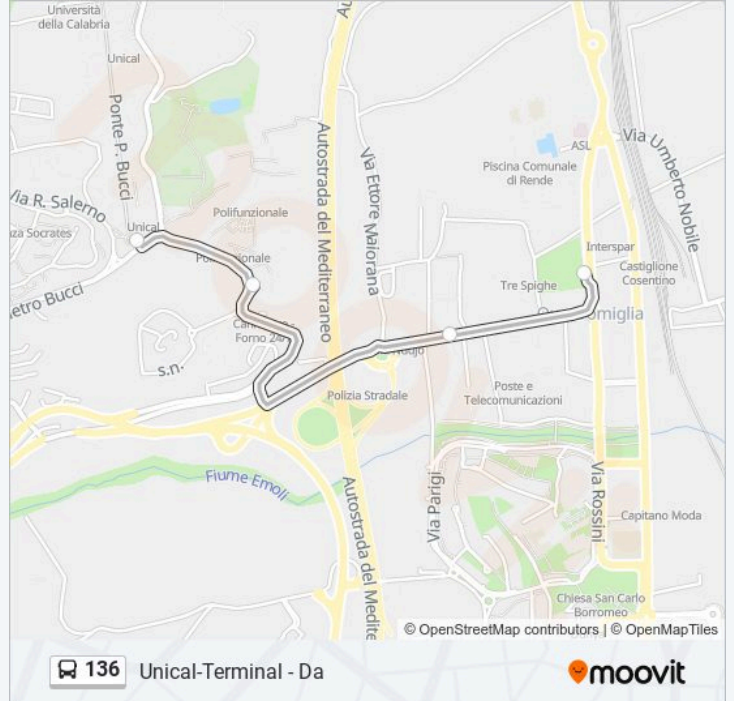 Università
della Calabria
Unical
Ponte P. Bucci
Via R. Salerno
Unical
Polifunzionale
Autostrada del Mediterraneo
Via Ettore Maiorana
ASL
Via Umberto Nobile
Piscina Comunale
di Rende
Interspar
Castiglione
Cosentino
Tre Spighe
s.n.
Forno 24
Polizia Stradale
Poste e
Telecomunicazioni
Fiume Emoli
Via Parigi
Via Rossini
Autostrada del Medite
Capitano Moda
Chiesa San Carlo
Borromeo
© OpenStreetMap contributors | © OpenMapTiles
136 Unical-Terminal - Da
moovit